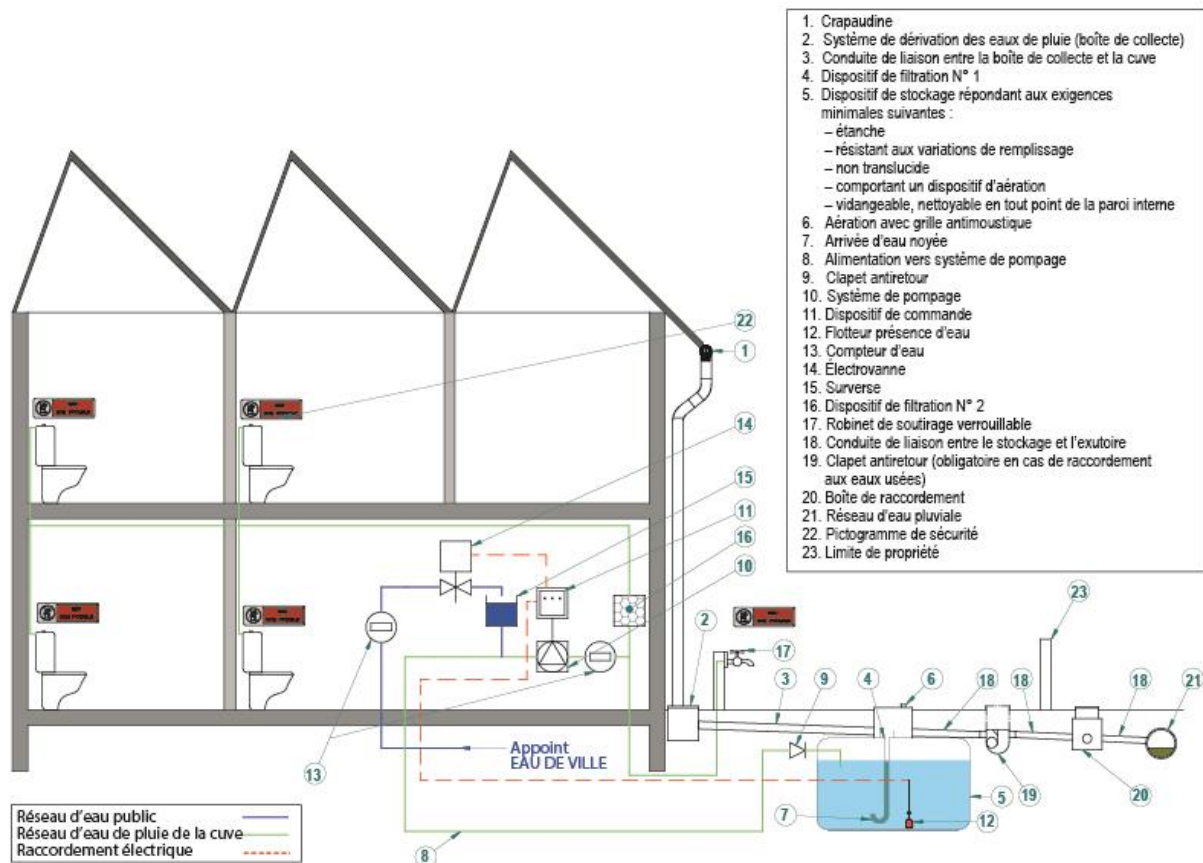 1. Crapaudine
2. Système de dérivation des eaux de pluie (boîte de collecte)
3. Conduite de liaison entre la boîte de collecte et la cuve
4. Dispositif de filtration N° 1
5. Dispositif de stockage répondant aux exigences
minimales suivantes :
– étanche
– résistant aux variations de remplissage
– non translucide
– comportant un dispositif d'aération
– vidangeable, nettoyable en tout point de la paroi interne
6. Aération avec grille antimoustique
7. Arrivée d'eau noyée
8. Alimentation vers système de pompage
9. Clapet antiretour
10. Système de pompage
11. Dispositif de commande
12. Flotteur présence d'eau
13. Compteur d'eau
14. Électrovanne
15. Surverse
16. Dispositif de filtration N° 2
17. Robinet de soutirage verrouillable
18. Conduite de liaison entre le stockage et l'exutoire
19. Clapet antiretour (obligatoire en cas de raccordement
aux eaux usées)
20. Boîte de raccordement
21. Réseau d'eau pluviale
22. Pictogramme de sécurité
23. Limite de propriété
22
1
14
15
11
16
10
2
17
23
3
9
4
6
18
18
18
21
13
Appoint
EAU DE VILLE
7
12
5
19
20
8
Réseau d'eau public
Réseau d'eau de pluie de la cuve
Raccordement électrique